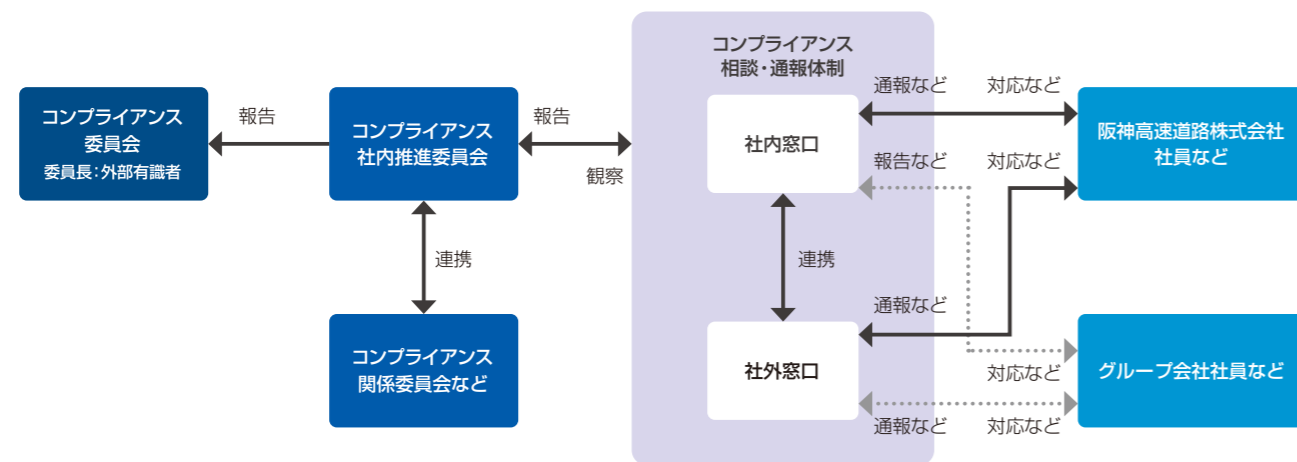 コンプライアンス
委員会
委員長：外部有識者
報告
コンプライアンス
社内推進委員会
報告
観察
連携
コンプライアンス
関係委員会など
コンプライアンス
相談・通報体制
社内窓口
連携
社外窓口
通報など
対応など
報告など
対応など
通報など
対応など
通報など
対応など
阪神高速道路株式会社
社員など
グループ会社社員など